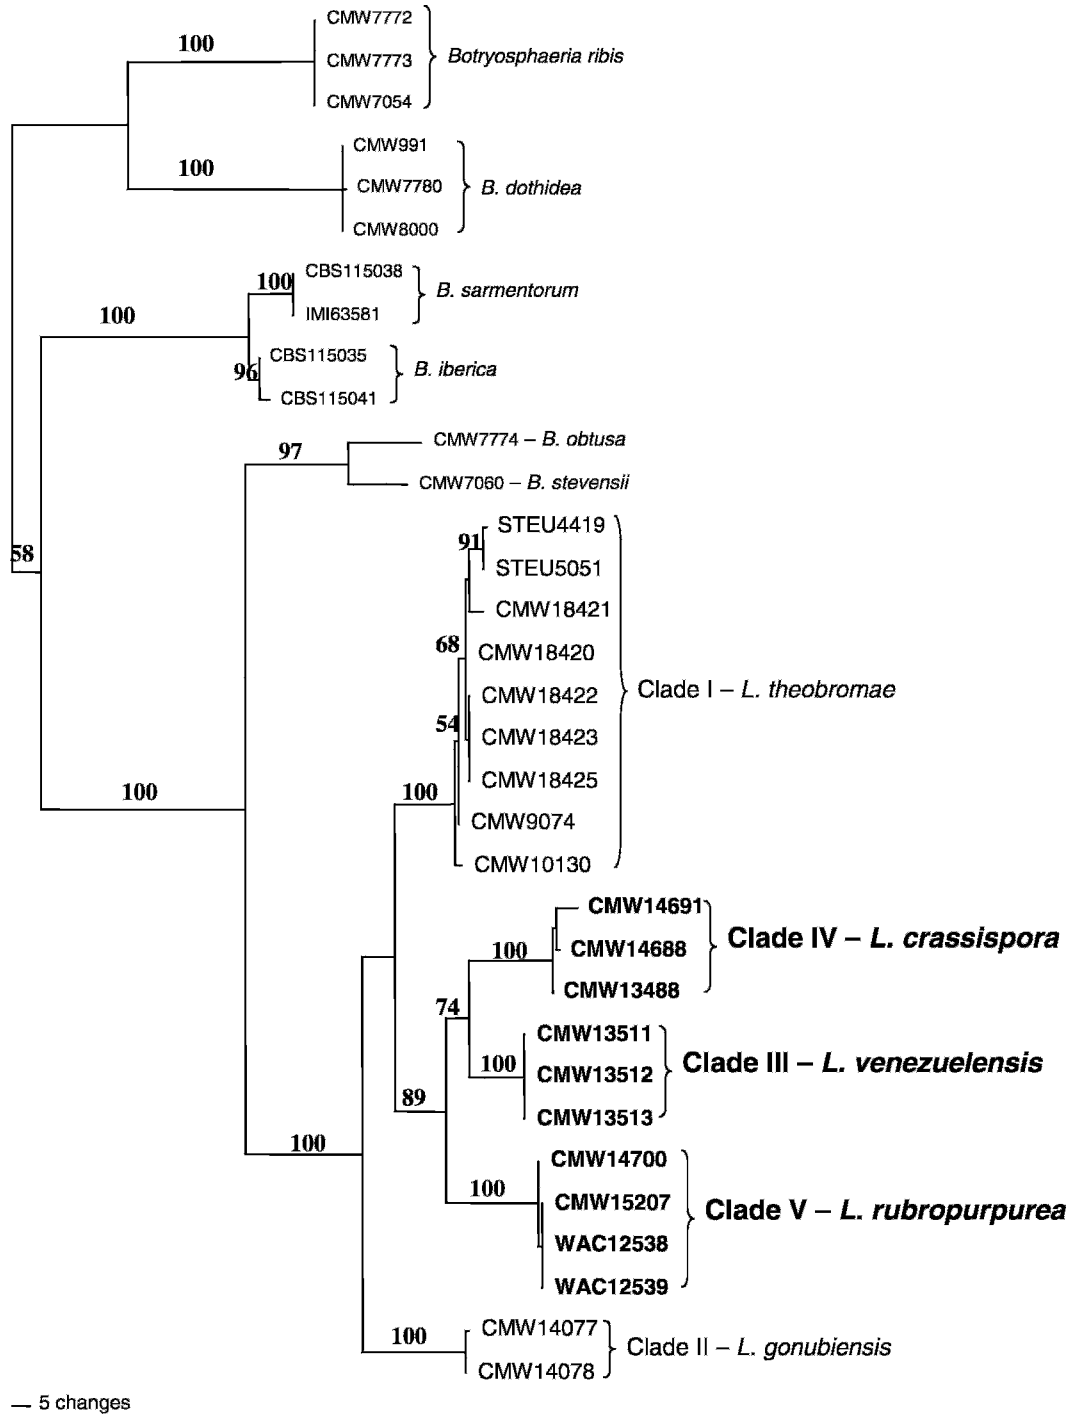 CMW7772
100
CMW7773
Botryosphaeria ribis
CMW7054
CMW991
100
CMW7780
B. dothidea
CMW8000
CBS115038
100
B. sarmentorum
IMI63581
100
CBS115035
96
B. iberica
CBS115041
CMW7774 – B. obtusa
97
CMW7060 – B. stevensii
STEU4419
91
58
STEU5051
CMW18421
68
CMW18420
CMW18422
Clade I – L. theobromae
54
CMW18423
CMW18425
100
100
CMW9074
CMW10130
CMW14691
Clade IV – L. crassispora
100
CMW14688
CMW13488
74
CMW13511
100
CMW13512
Clade III – L. venezuelensis
89
CMW13513
100
CMW14700
100
CMW15207
Clade V – L. rubropurpurea
WAC12538
WAC12539
100
CMW14077
Clade II – L. gonubiensis
CMW14078
5 changes